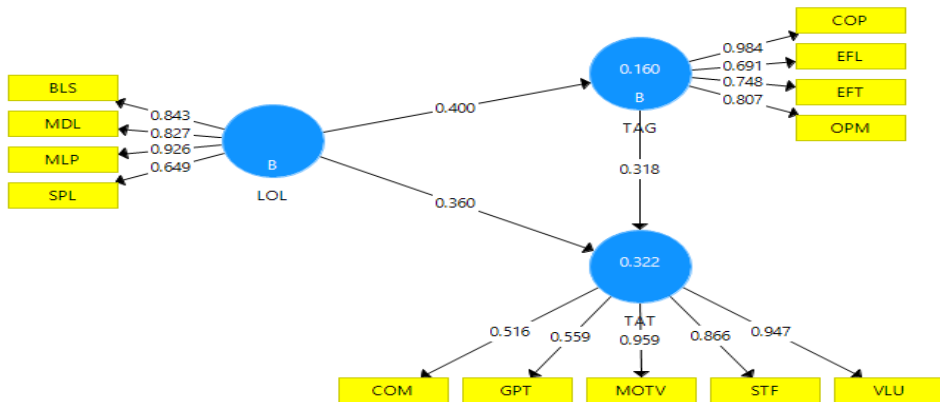 COP
0.984
EFL
0.691
0.160
0.748
EFT
B
0.807
OPM
TAG
BLS
0.843
MDL
0.827
MLP
0.926
B
SPL
0.649
LOL
0.400
0.318
0.360
0.322
TAT
0.516
0.559
0.959
0.866
0.947
COM
GPT
MOTV
STF
VLU